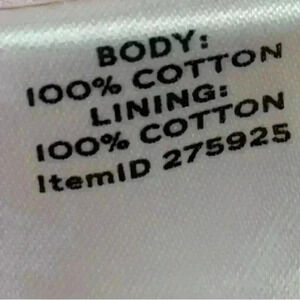 BODY:
100% COTTON
LINING:
100% COTTON
ItemID 275925